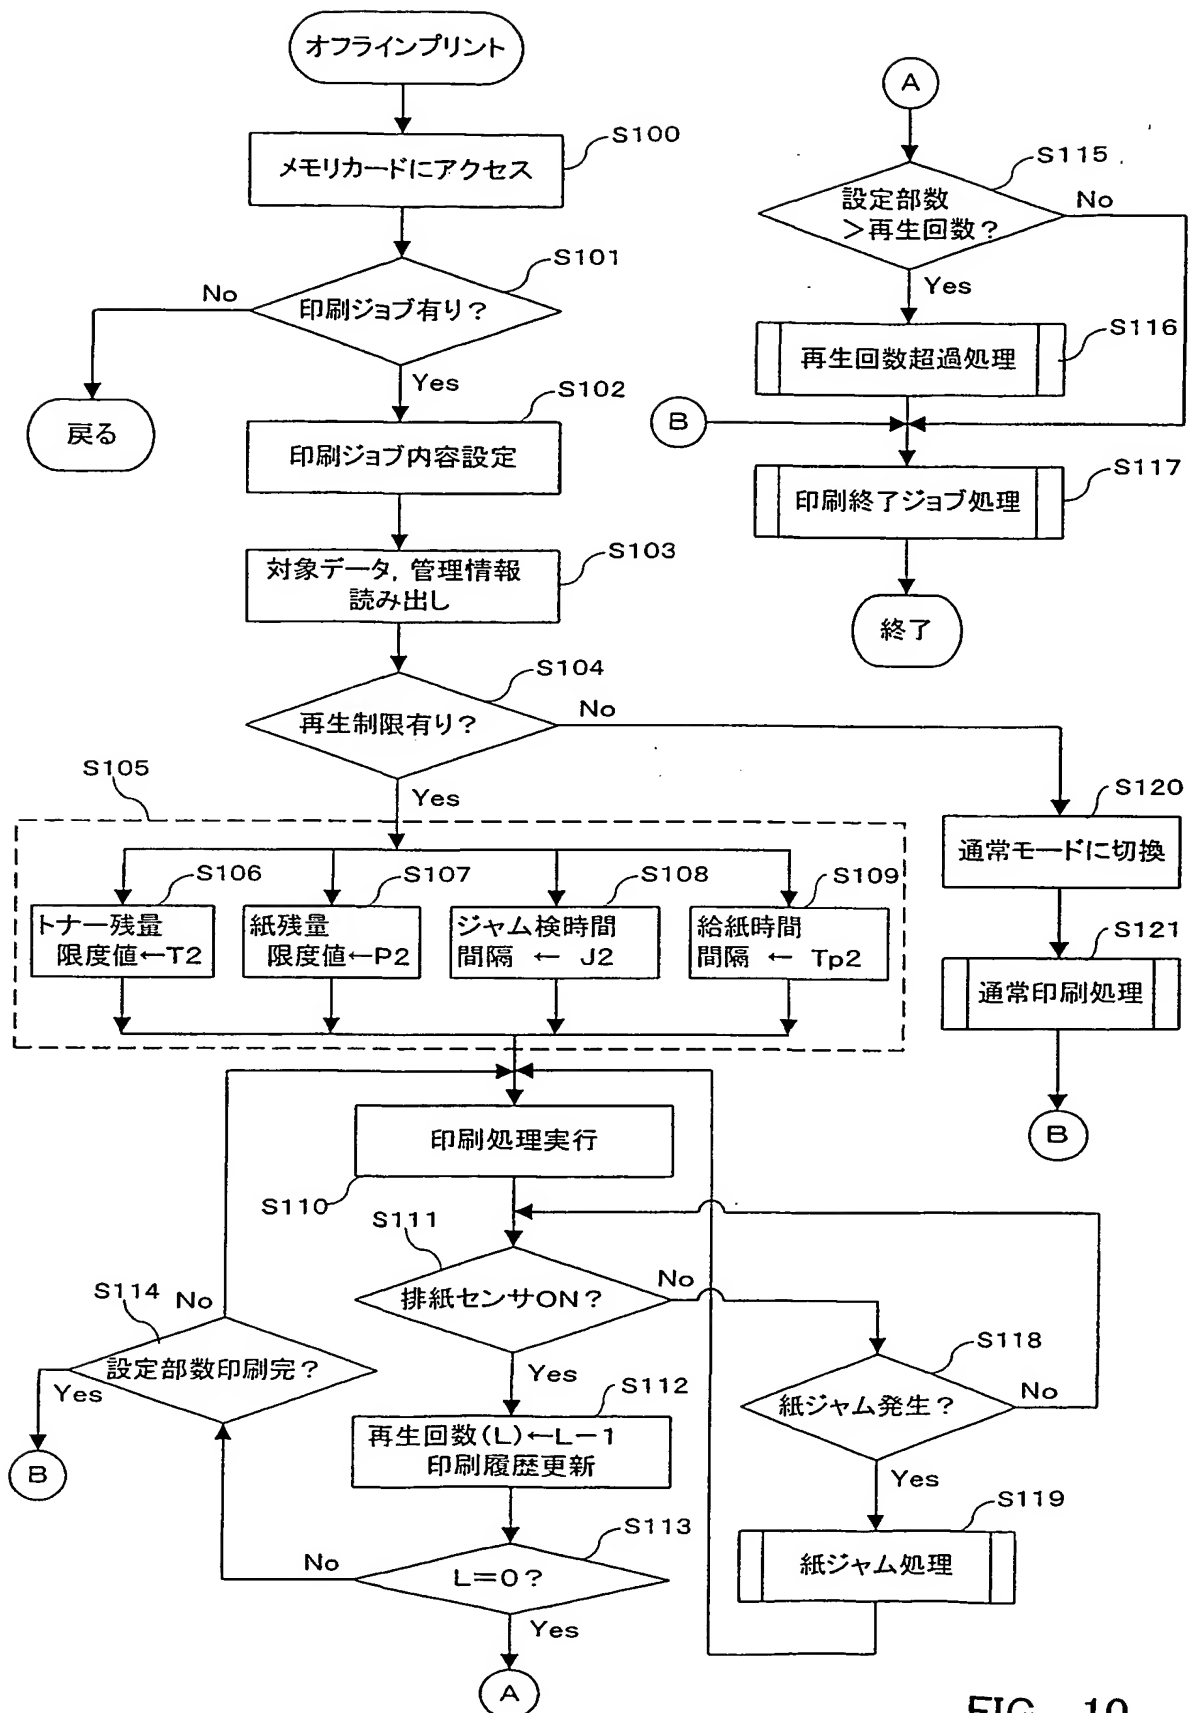 オフラインプリント
S100
メモリカードにアクセス
S101
印刷ジョブ有り？
No
Yes
戻る
S102
印刷ジョブ内容設定
S103
対象データ, 管理情報
読み出し
S104
再生制限有り？
No
Yes
S105
S106
トナー残量
限度値←T2
S107
紙残量
限度値←P2
S108
ジャム検時間
間隔 ← J2
S109
給紙時間
間隔 ← Tp2
印刷処理実行
S110
S111
排紙センサON？
No
Yes
S112
再生回数(L)←L−1
印刷履歴更新
S113
L=0？
No
Yes
A
S114
設定部数印刷完？
No
Yes
B
S118
紙ジャム発生？
No
Yes
S119
紙ジャム処理
A
S115
設定部数
＞再生回数？
No
Yes
S116
再生回数超過処理
B
S117
印刷終了ジョブ処理
終了
S120
通常モードに切換
S121
通常印刷処理
B
FIG. 10